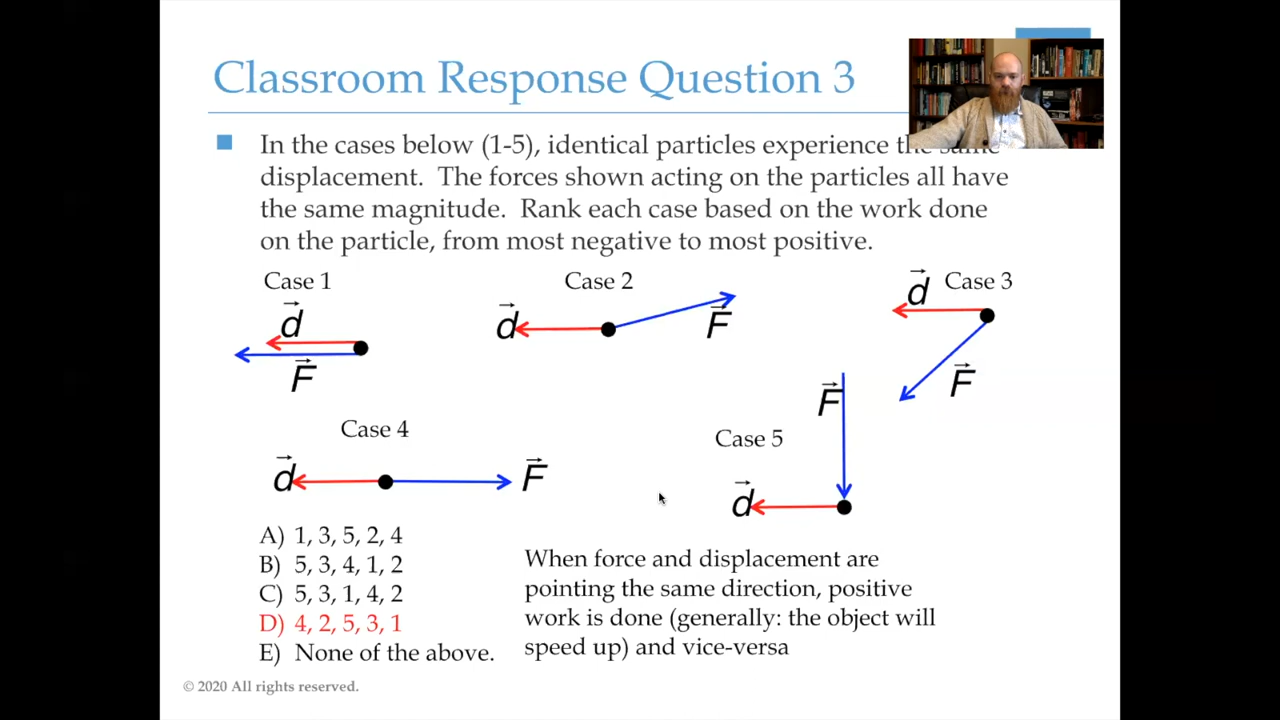 Classroom Response Question 3
In the cases below (1-5), identical particles experience the same
displacement. The forces shown acting on the particles all have
the same magnitude. Rank each case based on the work done
on the particle, from most negative to most positive.
Case 1
d
F
Case 2
d
F
d
Case 3
F
Case 4
d
F
F
Case 5
d
A) 1, 3, 5, 2, 4
B) 5, 3, 4, 1, 2
C) 5, 3, 1, 4, 2
D) 4, 2, 5, 3, 1
E) None of the above.
When force and displacement are
pointing the same direction, positive
work is done (generally: the object will
speed up) and vice-versa
© 2020 All rights reserved.